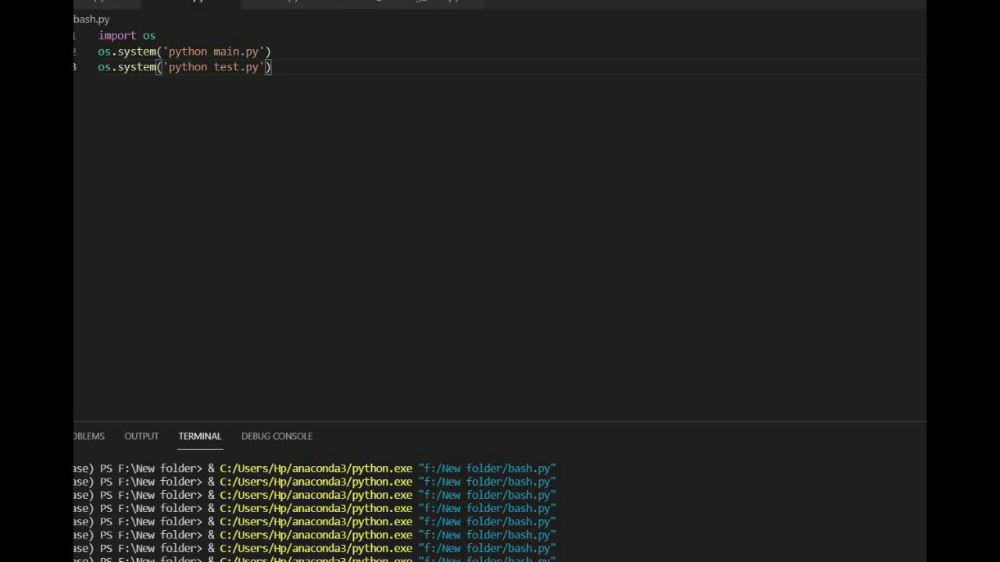 bash.py
1 import os
2 os.system('python main.py')
3 os.system('python test.py')
OBLEMS OUTPUT TERMINAL DEBUG CONSOLE
ase) PS F:\New folder> & C:/Users/Hp/anaconda3/python.exe "f:/New folder/bash.py"
ase) PS F:\New folder> & C:/Users/Hp/anaconda3/python.exe "f:/New folder/bash.py"
ase) PS F:\New folder> & C:/Users/Hp/anaconda3/python.exe "f:/New folder/bash.py"
ase) PS F:\New folder> & C:/Users/Hp/anaconda3/python.exe "f:/New folder/bash.py"
ase) PS F:\New folder> & C:/Users/Hp/anaconda3/python.exe "f:/New folder/bash.py"
ase) PS F:\New folder> & C:/Users/Hp/anaconda3/python.exe "f:/New folder/bash.py"
ase) PS F:\New folder> & C:/Users/Hp/anaconda3/python.exe "f:/New folder/bash.py"
ase) PS F:\New folder> & C:/Users/Hp/anaconda3/python.exe "f:/New folder/bash.py"